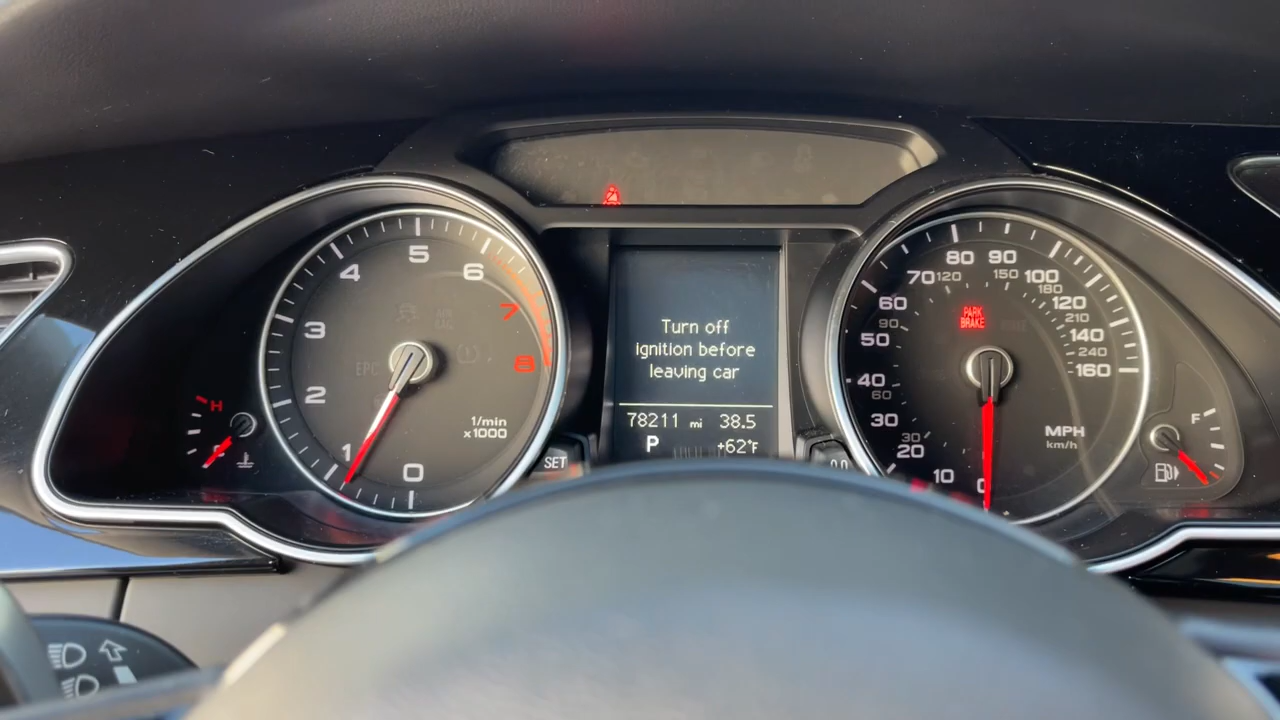 5
4
6
3
7
EPC
8
2
1/min
x1000
1
0
H
SET
Turn off
ignition before
leaving car
78211 mi 38.5
P
+62°F
80 90
70 120 150 100
180
60 120
90 210
50 140
240
40 160
60
30
30
20
10
PARK
BRAKE
MPH
km/h
F
0.0